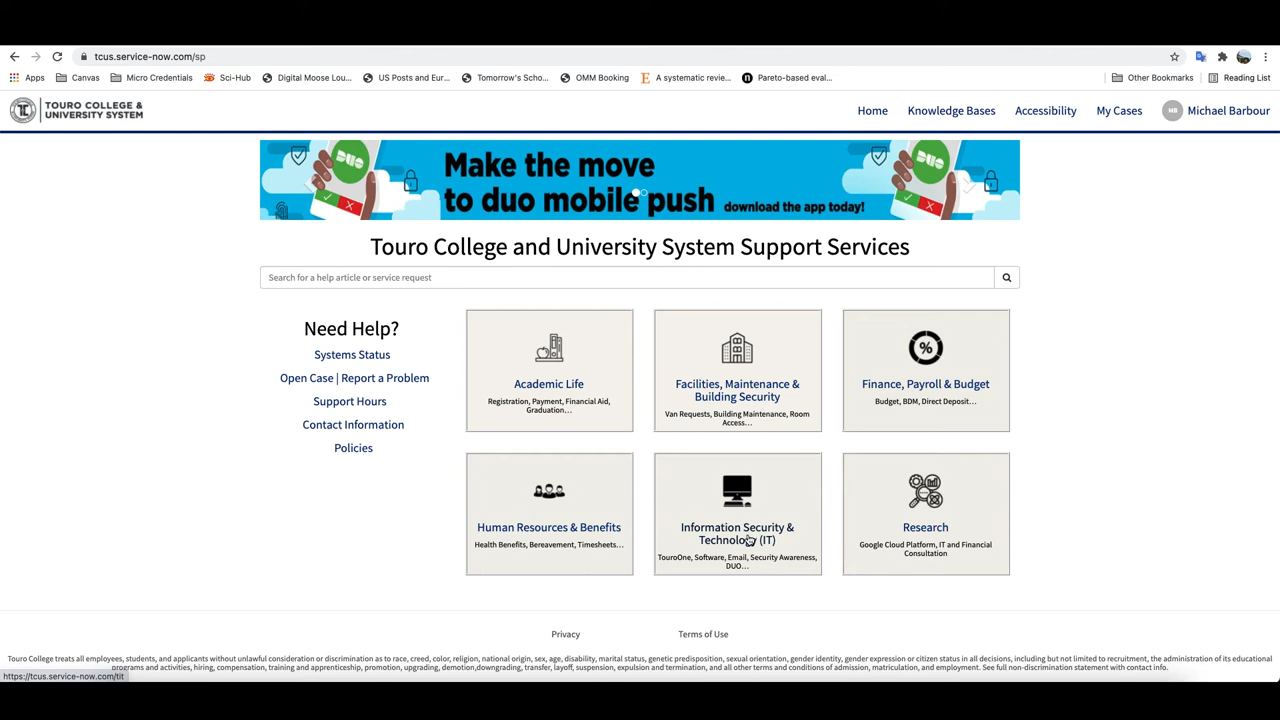 tcus.service-now.com/sp
Apps
Canvas
Micro Credentials
Sci-Hub
Digital Moose Lou...
US Posts and Eur...
Tomorrow's Scho...
OMM Booking
A systematic revie...
Pareto-based eval...
Other Bookmarks
Reading List
TOURO COLLEGE &
UNIVERSITY SYSTEM
Home
Knowledge Bases
Accessibility
My Cases
MB
Michael Barbour
DUO
Make the move
to duo mobile push download the app today!
DUO
Touro College and University System Support Services
Search for a help article or service request
Need Help?
Systems Status
Open Case | Report a Problem
Support Hours
Contact Information
Policies
Academic Life
Registration, Payment, Financial Aid,
Graduation...
Facilities, Maintenance &
Building Security
Van Requests, Building Maintenance, Room
Access...
Finance, Payroll & Budget
Budget, BDM, Direct Deposit...
Human Resources & Benefits
Health Benefits, Bereavement, Timesheets...
Information Security &
Technology (IT)
TouroOne, Software, Email, Security Awareness,
DUO...
Research
Google Cloud Platform, IT and Financial
Consultation
Privacy
Terms of Use
Touro College treats all employees, students, and applicants without unlawful consideration or discrimination as to race, creed, color, religion, national origin, sex, age, disability, marital status, genetic predisposition, sexual orientation, gender identity, gender expression or citizen status in all decisions, including but not limited to recruitment, the administration of its educational
programs and activities, hiring, compensation, training and apprenticeship, promotion, upgrading, demotion,downgrading, transfer, layoff, suspension, expulsion and termination, and all other terms and conditions of admission, matriculation, and employment. See full non-discrimination statement with contact info.
https://tcus.service-now.com/tit